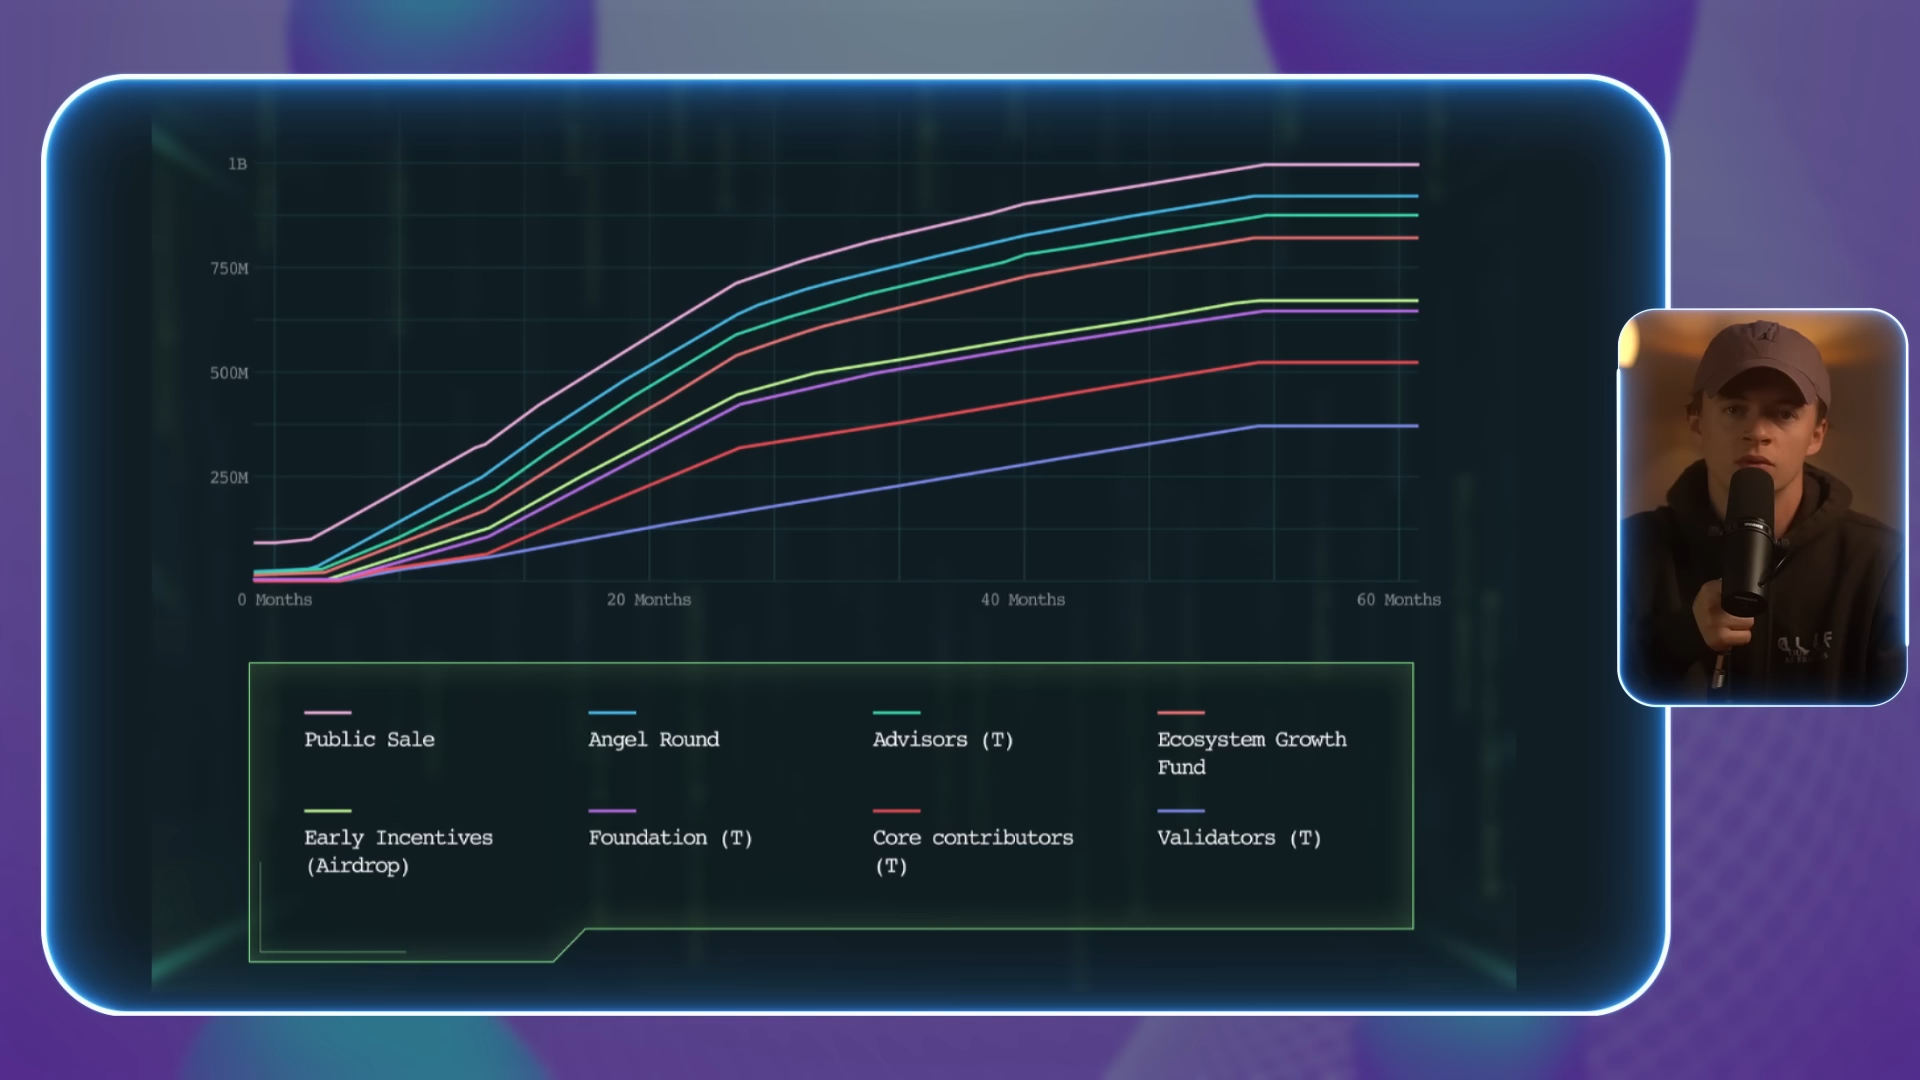 1B
750M
500M
250M
0 Months 20 Months 40 Months 60 Months
Public Sale
Angel Round
Advisors (T)
Ecosystem Growth
Fund
Early Incentives
(Airdrop)
Foundation (T)
Core contributors
(T)
Validators (T)